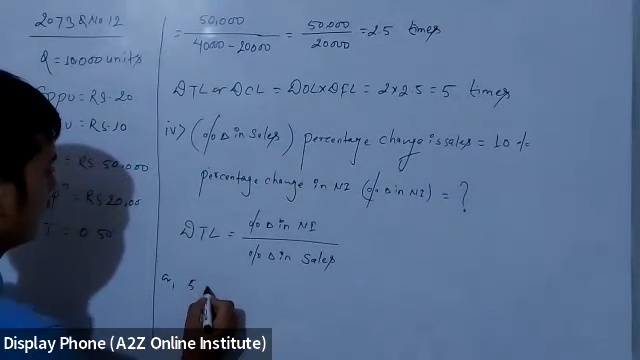 2073 Q.No.12
Q = 10,000 units
SPPU = Rs. 20
= Rs. 10
= Rs 50,000
= Rs 20,00
= 0.50
= 50,000 / 40000 - 20000 = 50,000 / 20000 = 2.5 times
DTL or DCL = DOL x DFL = 2 x 2.5 = 5 times
iv> (% Δ in Sales) percentage change is sales = 10 %
percentage change in NI (% Δ in NI) = ?
DTL = % Δ in NI / % Δ in Sales
5
Display Phone (A2Z Online Institute)